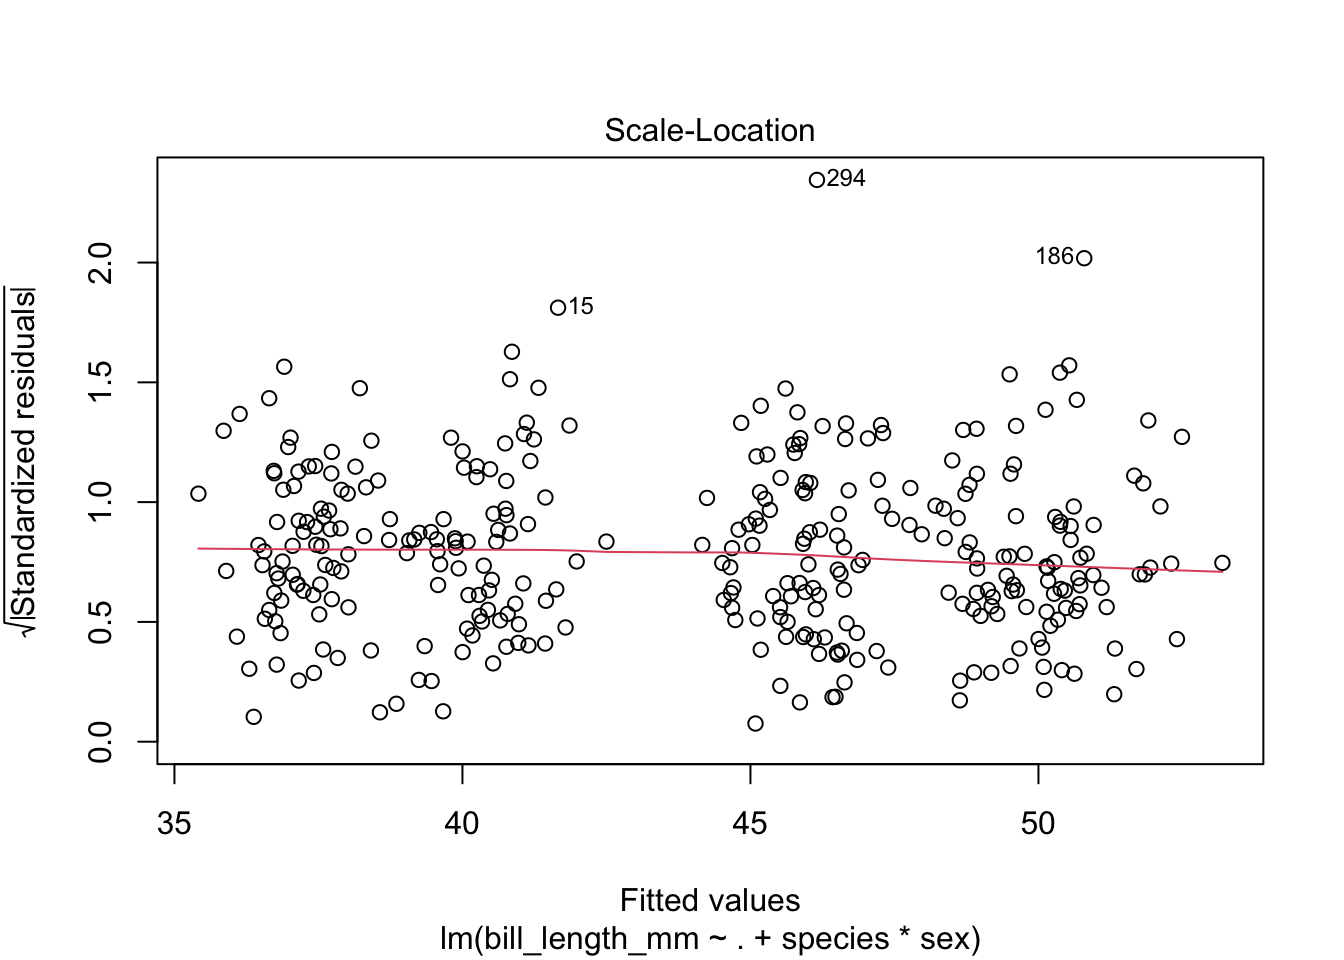 Scale-Location
√|Standardized residuals|
2.0
1.5
1.0
0.5
0.0
294
186
15
35 40 45 50
Fitted values
lm(bill_length_mm ~ . + species * sex)